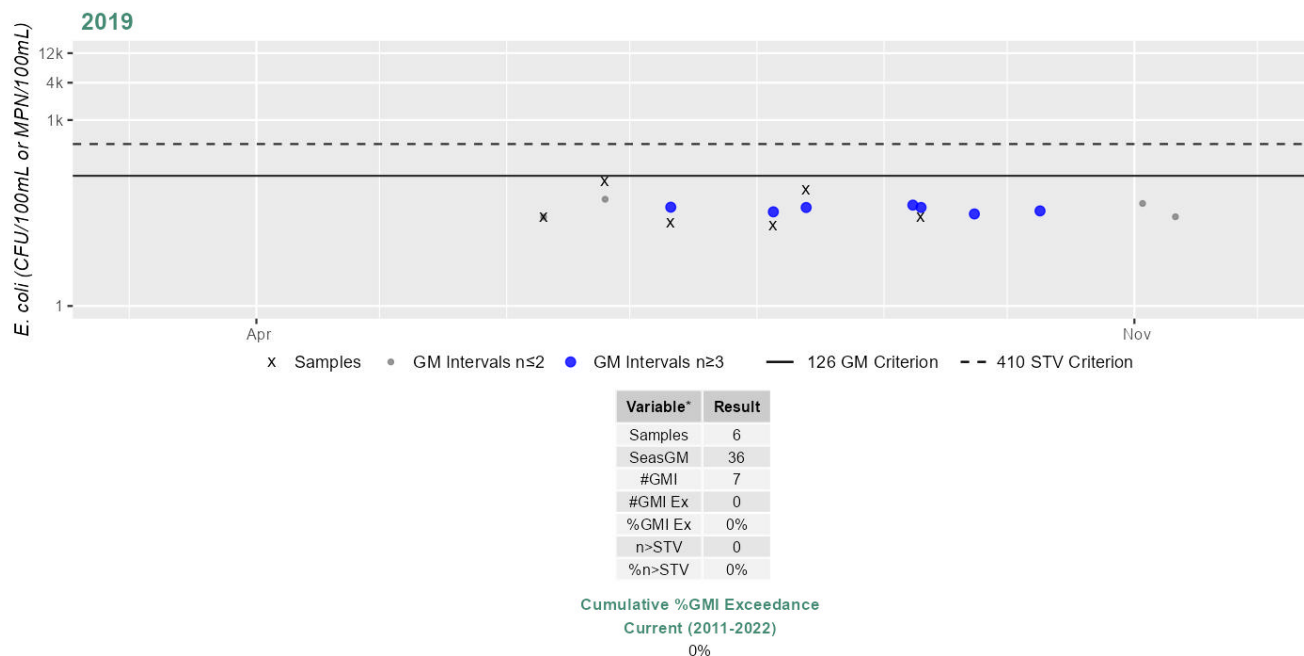 2019
E. coli (CFU/100mL or MPN/100mL)
12k
4k
1k
1
Apr
Nov
x Samples GM Intervals n≤2 GM Intervals n≥3 126 GM Criterion 410 STV Criterion
Variable* Result
Samples 6
SeasGM 36
#GMI 7
#GMI Ex 0
%GMI Ex 0%
n>STV 0
%n>STV 0%
Cumulative %GMI Exceedance
Current (2011-2022)
0%